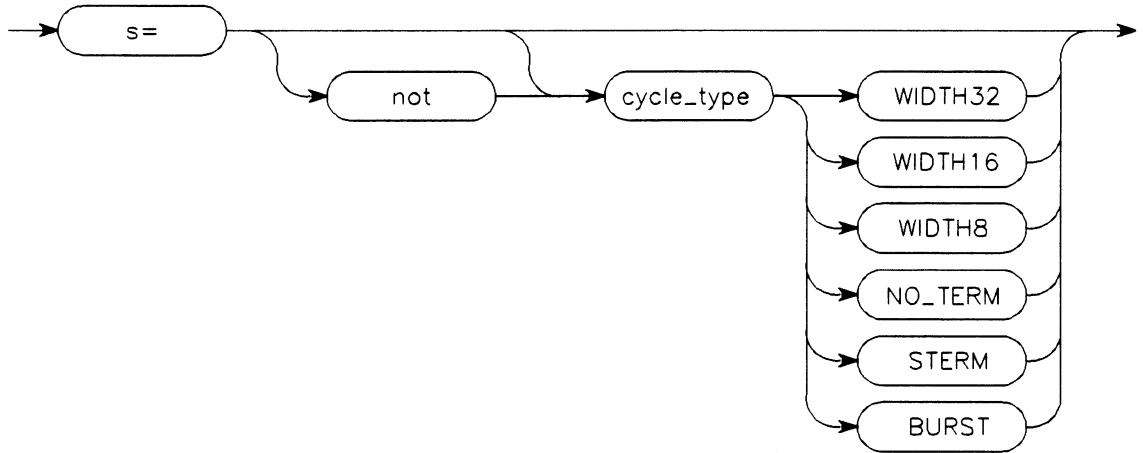 s=
not
cycle_type
WIDTH32
WIDTH16
WIDTH8
NO_TERM
STERM
BURST